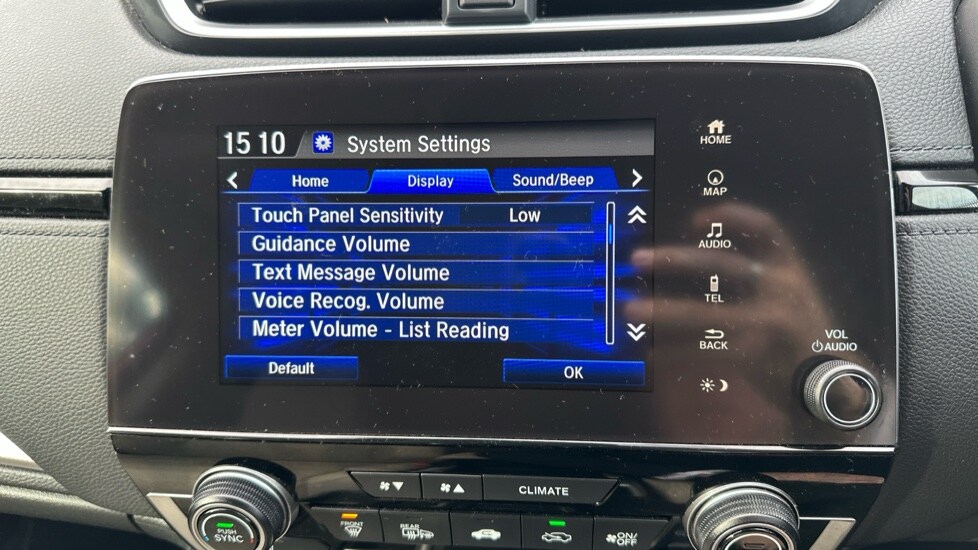 15 10 System Settings
Home Display Sound/Beep
Touch Panel Sensitivity Low
Guidance Volume
Text Message Volume
Voice Recog. Volume
Meter Volume - List Reading
Default OK
HOME
MAP
AUDIO
TEL
BACK
VOL
AUDIO
CLIMATE
PUSH
SYNC
FRONT
REAR
ON/
OFF